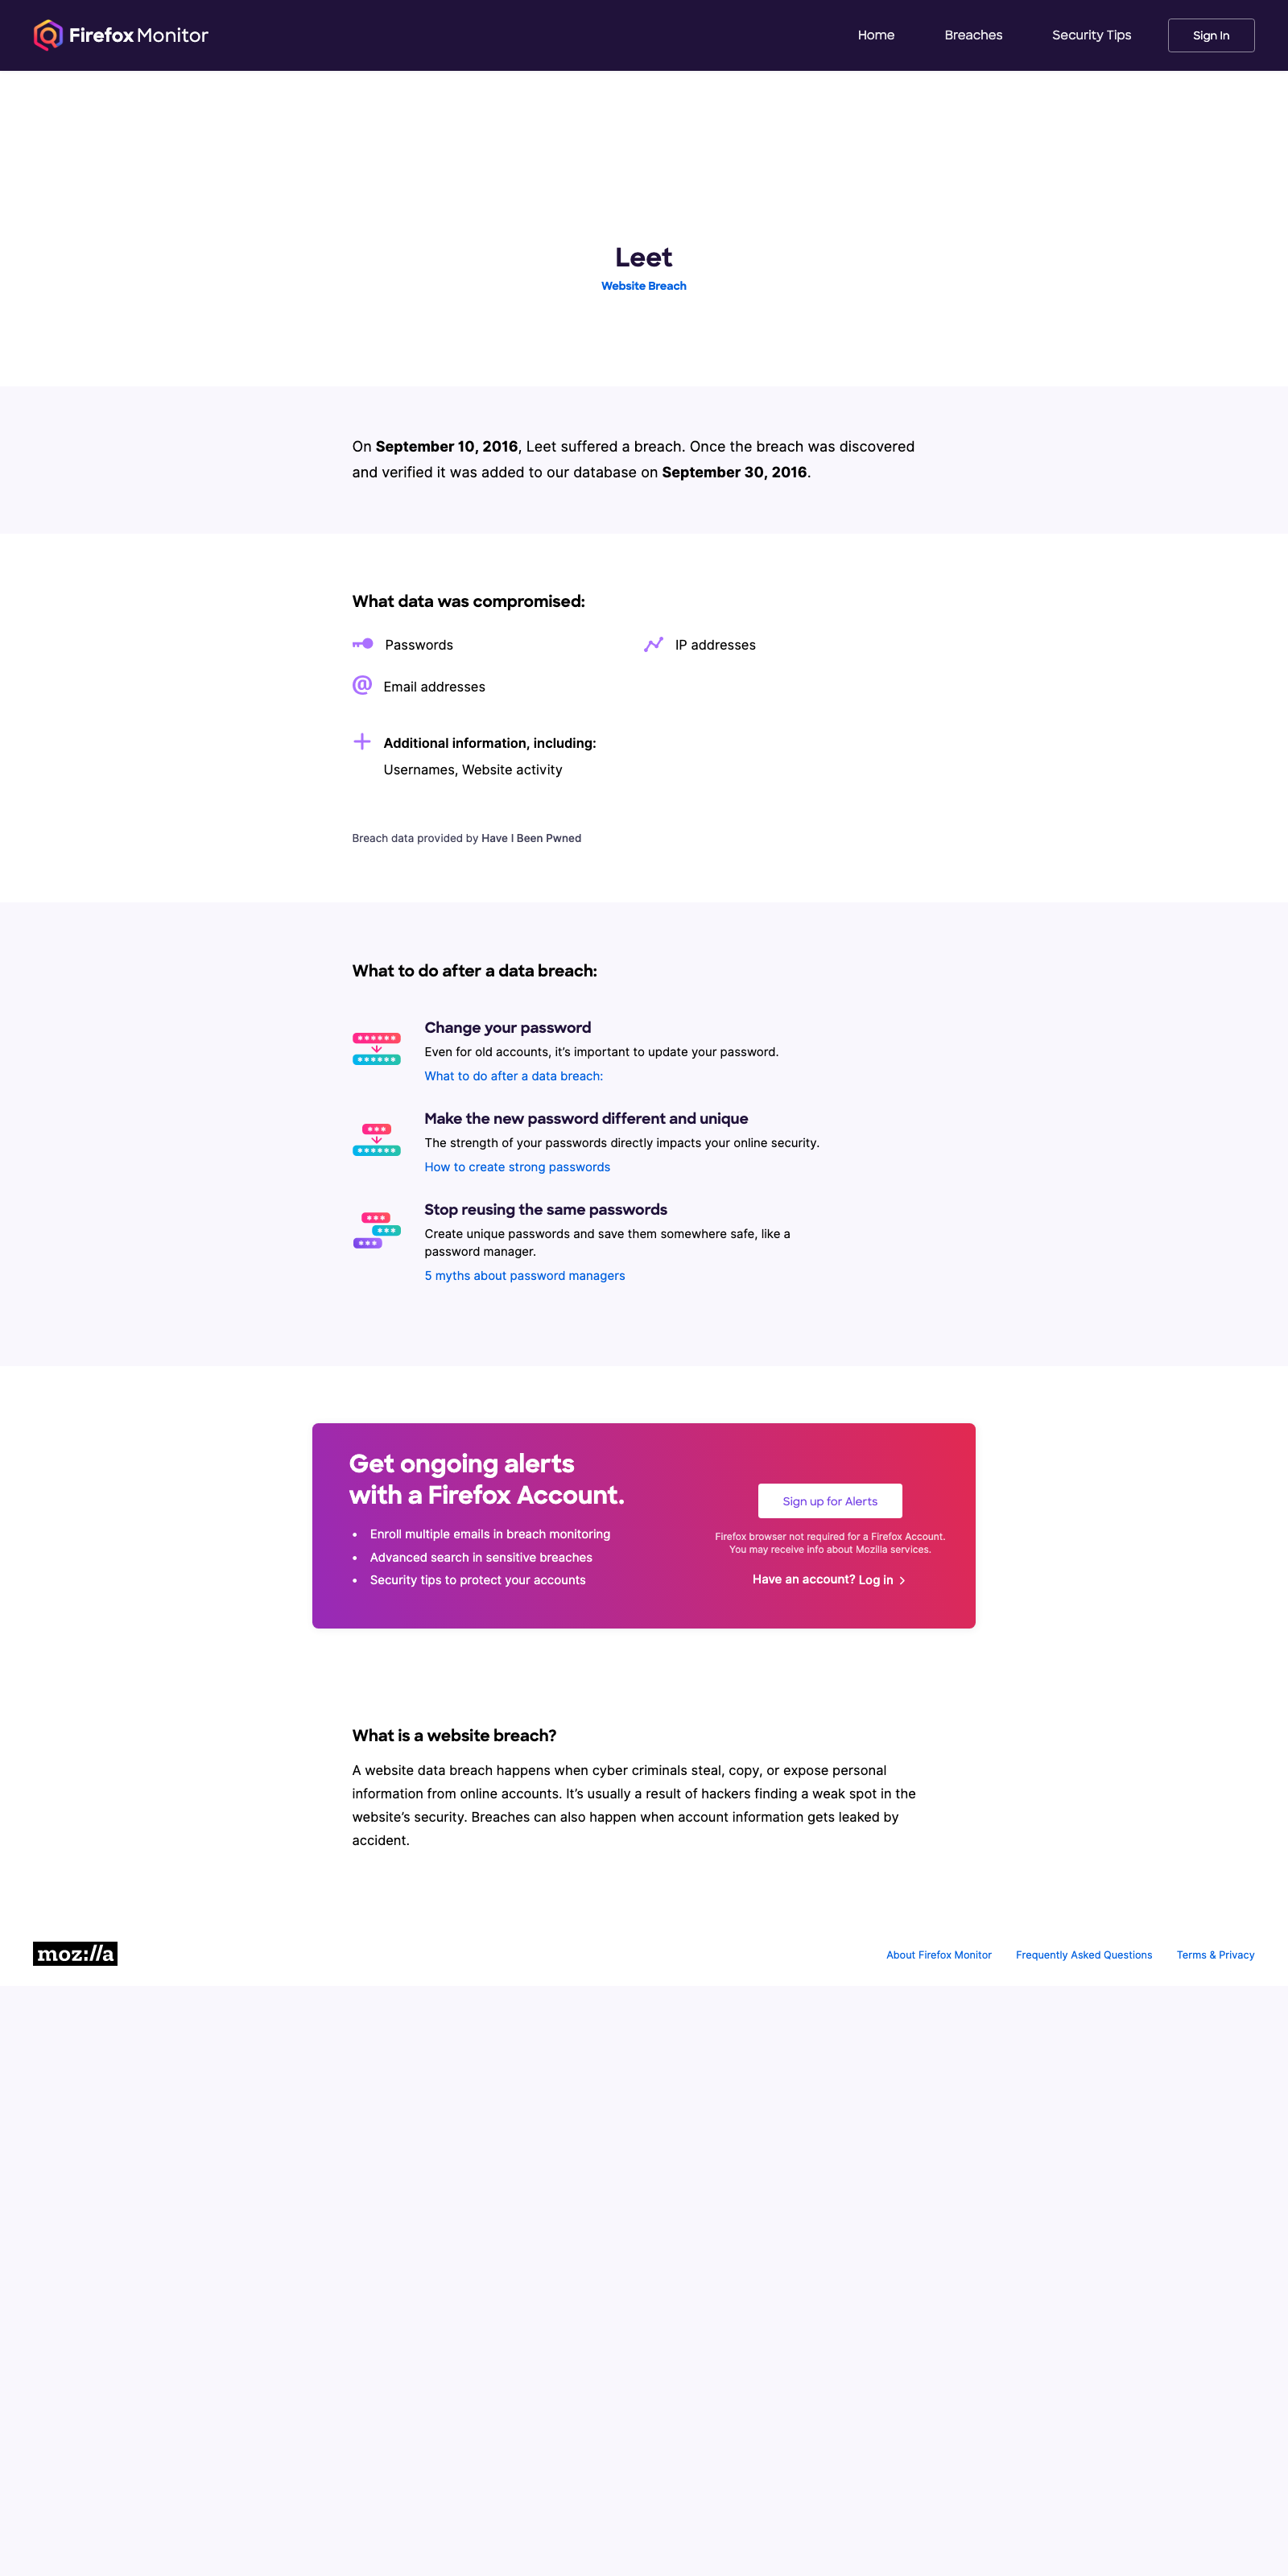 Firefox Monitor
Home
Breaches
Security Tips
Sign In
Leet
Website Breach
On September 10, 2016, Leet suffered a breach. Once the breach was discovered
and verified it was added to our database on September 30, 2016.
What data was compromised:
Passwords
IP addresses
Email addresses
Additional information, including:
Usernames, Website activity
Breach data provided by Have I Been Pwned
What to do after a data breach:
Change your password
Even for old accounts, it’s important to update your password.
What to do after a data breach:
Make the new password different and unique
The strength of your passwords directly impacts your online security.
How to create strong passwords
Stop reusing the same passwords
Create unique passwords and save them somewhere safe, like a
password manager.
5 myths about password managers
Get ongoing alerts
with a Firefox Account.
• Enroll multiple emails in breach monitoring
• Advanced search in sensitive breaches
• Security tips to protect your accounts
Sign up for Alerts
Firefox browser not required for a Firefox Account.
You may receive info about Mozilla services.
Have an account? Log in
What is a website breach?
A website data breach happens when cyber criminals steal, copy, or expose personal
information from online accounts. It’s usually a result of hackers finding a weak spot in the
website’s security. Breaches can also happen when account information gets leaked by
accident.
moz://a
About Firefox Monitor
Frequently Asked Questions
Terms & Privacy